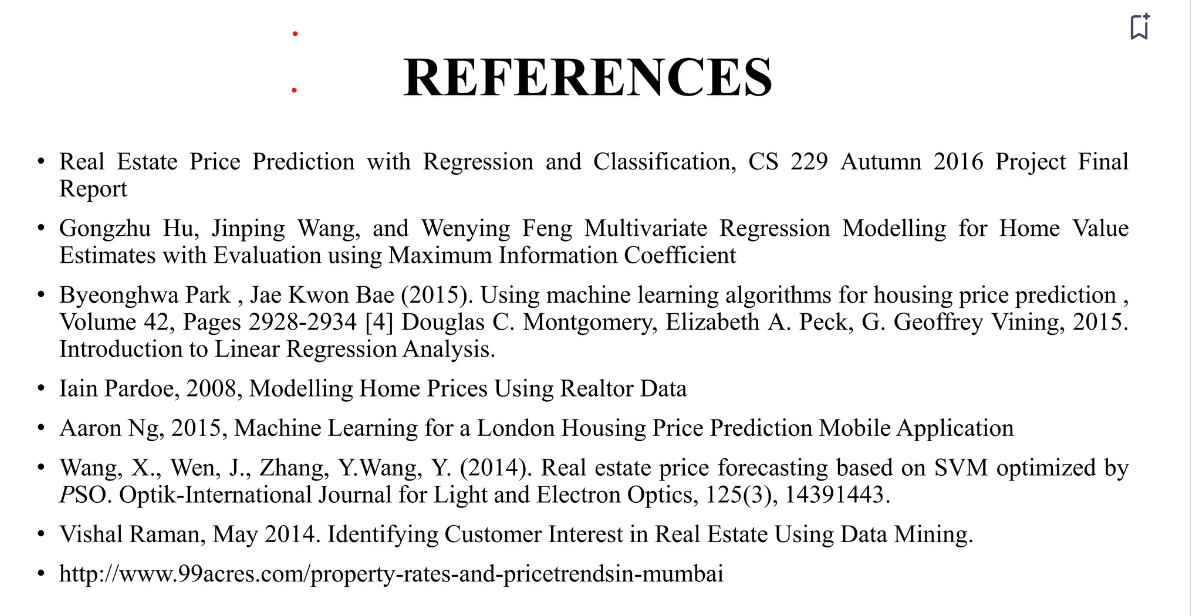 REFERENCES
• Real Estate Price Prediction with Regression and Classification, CS 229 Autumn 2016 Project Final
Report
• Gongzhu Hu, Jinping Wang, and Wenying Feng Multivariate Regression Modelling for Home Value
Estimates with Evaluation using Maximum Information Coefficient
• Byeonghwa Park , Jae Kwon Bae (2015). Using machine learning algorithms for housing price prediction ,
Volume 42, Pages 2928-2934 [4] Douglas C. Montgomery, Elizabeth A. Peck, G. Geoffrey Vining, 2015.
Introduction to Linear Regression Analysis.
• Iain Pardoe, 2008, Modelling Home Prices Using Realtor Data
• Aaron Ng, 2015, Machine Learning for a London Housing Price Prediction Mobile Application
• Wang, X., Wen, J., Zhang, Y.Wang, Y. (2014). Real estate price forecasting based on SVM optimized by
PSO. Optik-International Journal for Light and Electron Optics, 125(3), 14391443.
• Vishal Raman, May 2014. Identifying Customer Interest in Real Estate Using Data Mining.
• http://www.99acres.com/property-rates-and-pricetrendsin-mumbai